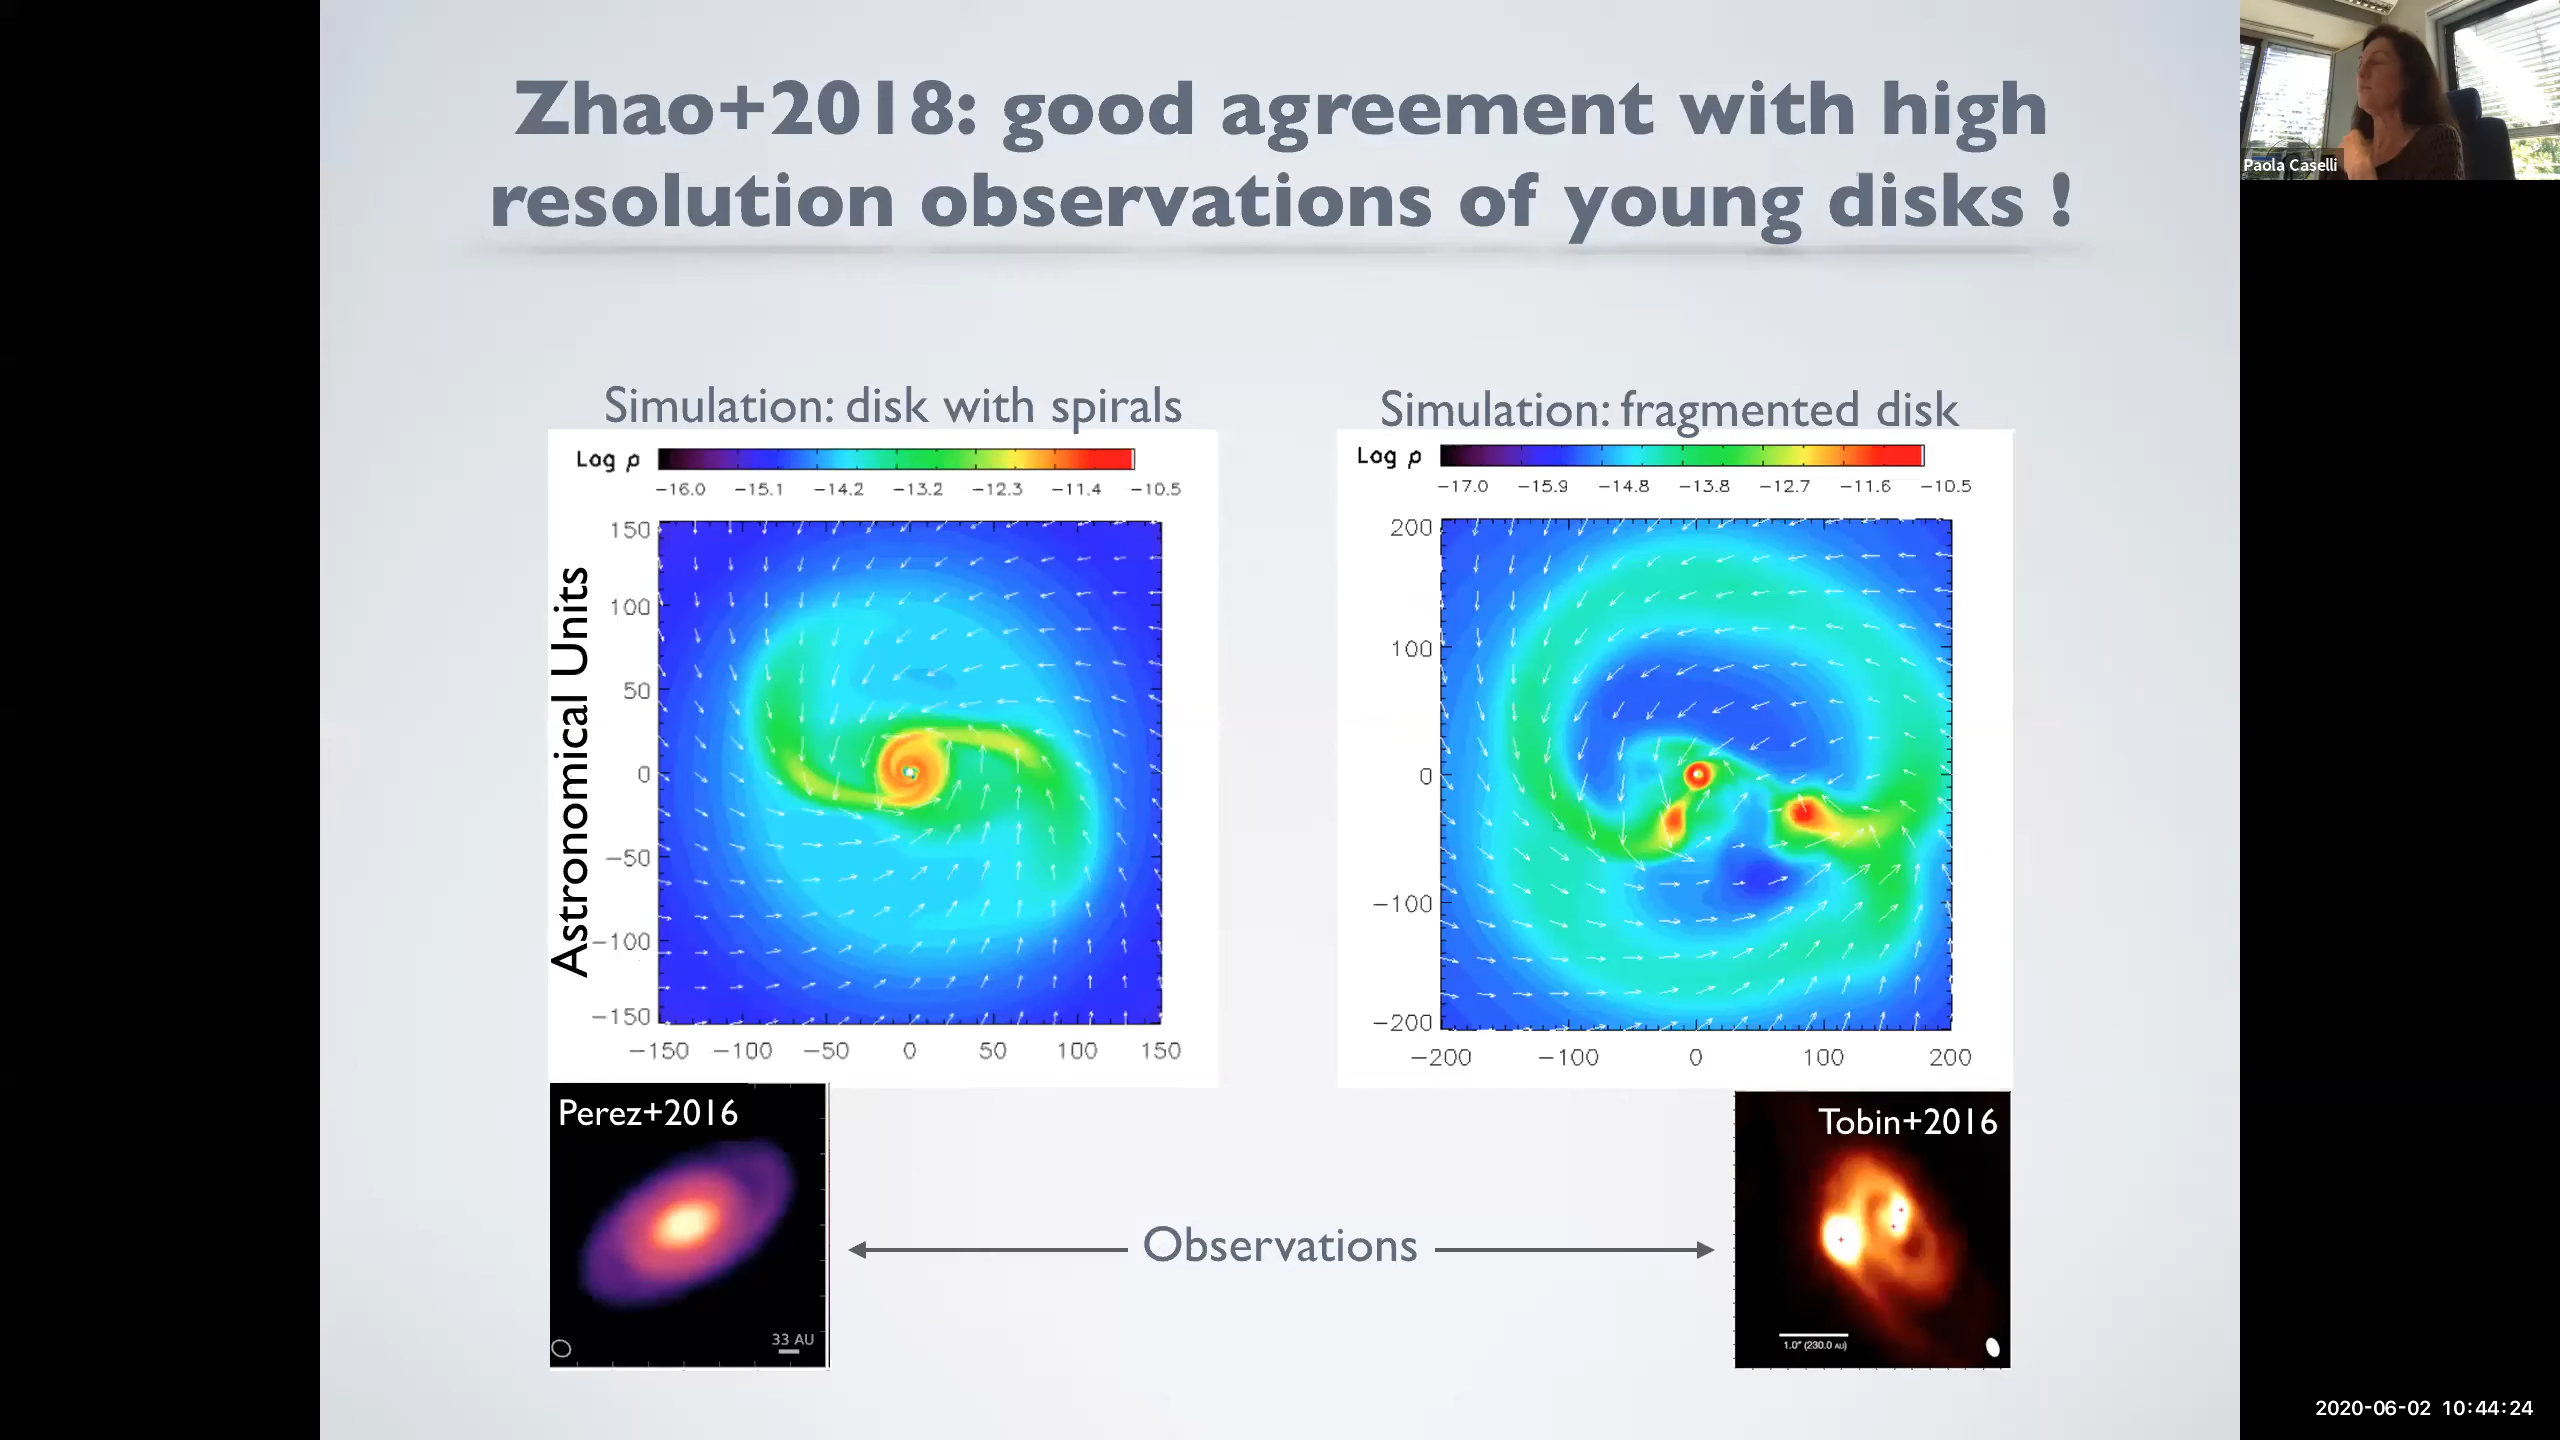 Zhao+2018: good agreement with high
resolution observations of young disks !
Paola Caselli
Simulation: disk with spirals
Log ρ
−16.0 −15.1 −14.2 −13.2 −12.3 −11.4 −10.5
Astronomical Units
150
100
50
0
−50
−100
−150
−150 −100 −50 0 50 100 150
Simulation: fragmented disk
Log ρ
−17.0 −15.9 −14.8 −13.8 −12.7 −11.6 −10.5
200
100
0
−100
−200
−200 −100 0 100 200
Perez+2016
33 AU
Observations
Tobin+2016
1.0" (230.0 AU)
2020-06-02 10:44:24